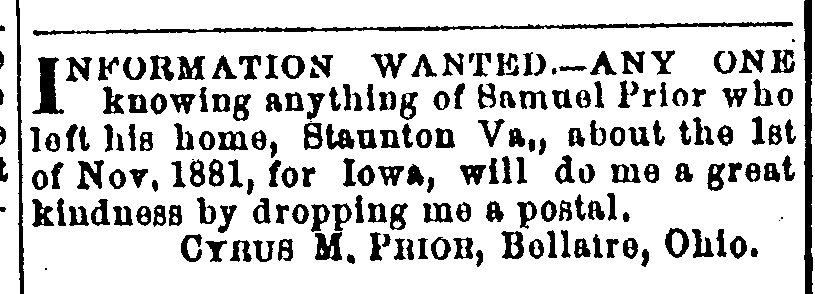 INFORMATION WANTED.—ANY ONE
knowing anything of Samuel Prior who
left his home, Staunton Va., about the 1st
of Nov. 1881, for Iowa, will do me a great
kindness by dropping me a postal.
CYRUS M. PRIOR, Bellaire, Ohio.